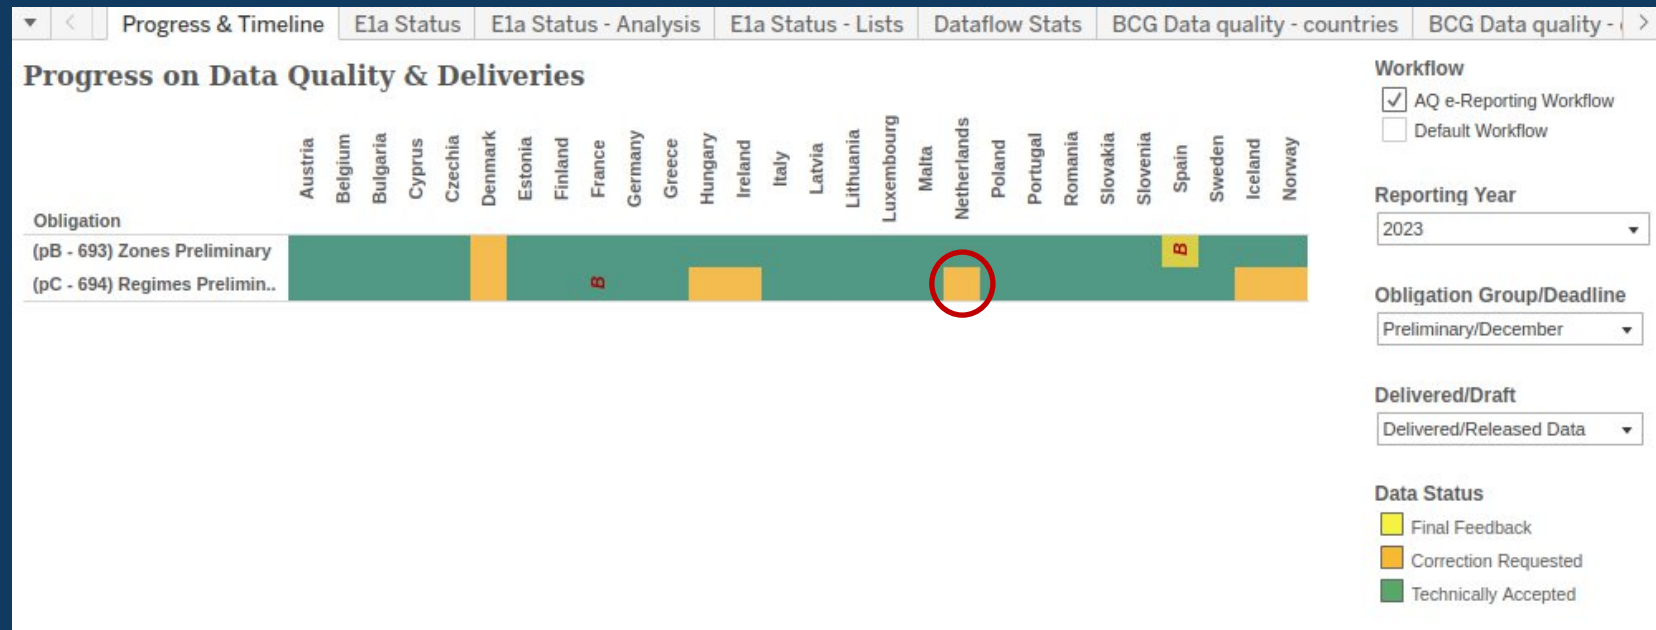 Progress & Timeline E1a Status E1a Status - Analysis E1a Status - Lists Dataflow Stats BCG Data quality - countries BCG Data quality -
Progress on Data Quality & Deliveries
Obligation
Austria
Belgium
Bulgaria
Cyprus
Czechia
Denmark
Estonia
Finland
France
Germany
Greece
Hungary
Ireland
Italy
Latvia
Lithuania
Luxembourg
Malta
Netherlands
Poland
Portugal
Romania
Slovakia
Slovenia
Spain
Sweden
Iceland
Norway
(pB - 693) Zones Preliminary
B
(pC - 694) Regimes Prelimin..
B
Workflow
AQ e-Reporting Workflow
Default Workflow
Reporting Year
2023
Obligation Group/Deadline
Preliminary/December
Delivered/Draft
Delivered/Released Data
Data Status
Final Feedback
Correction Requested
Technically Accepted